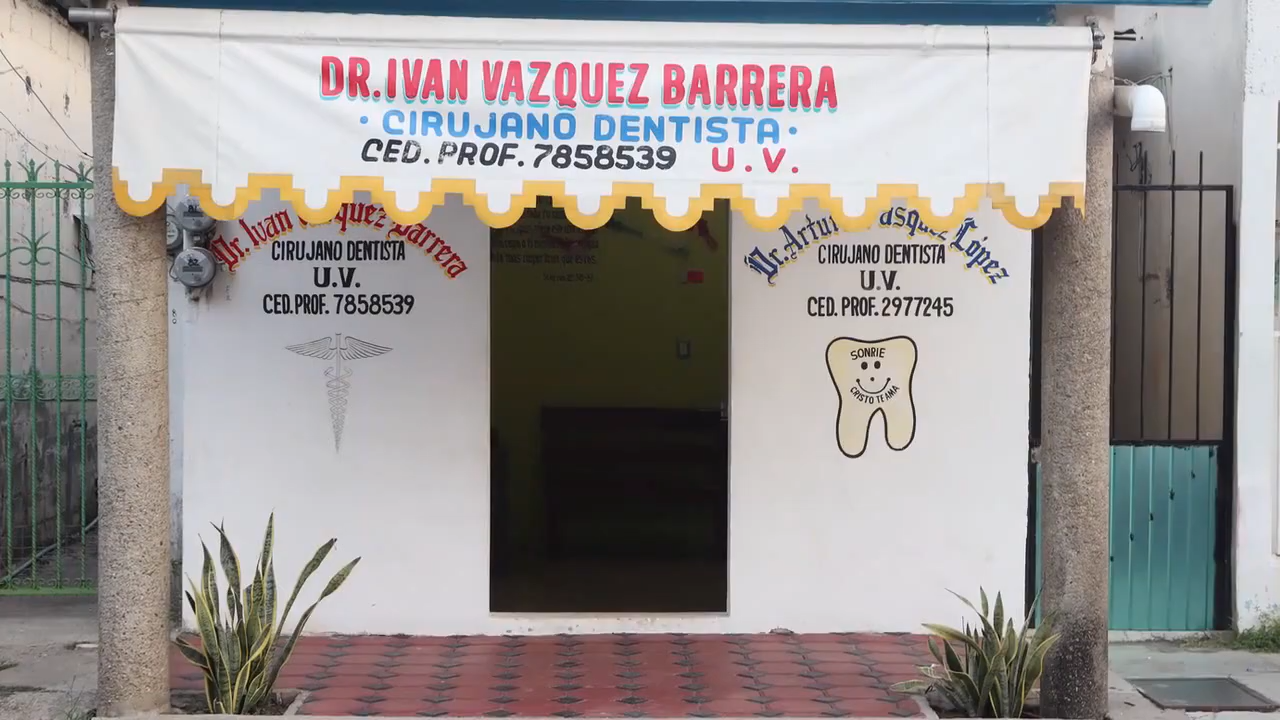 DR. IVAN VAZQUEZ BARRERA
• CIRUJANO DENTISTA •
CED. PROF. 7858539 U.V.
Dr. Ivan Barrera
CIRUJANO DENTISTA
U.V.
CED. PROF. 7858539
Dr. López
CIRUJANO DENTISTA
U.V.
CED. PROF. 2977245
SONRIE
CRISTO TE AMA